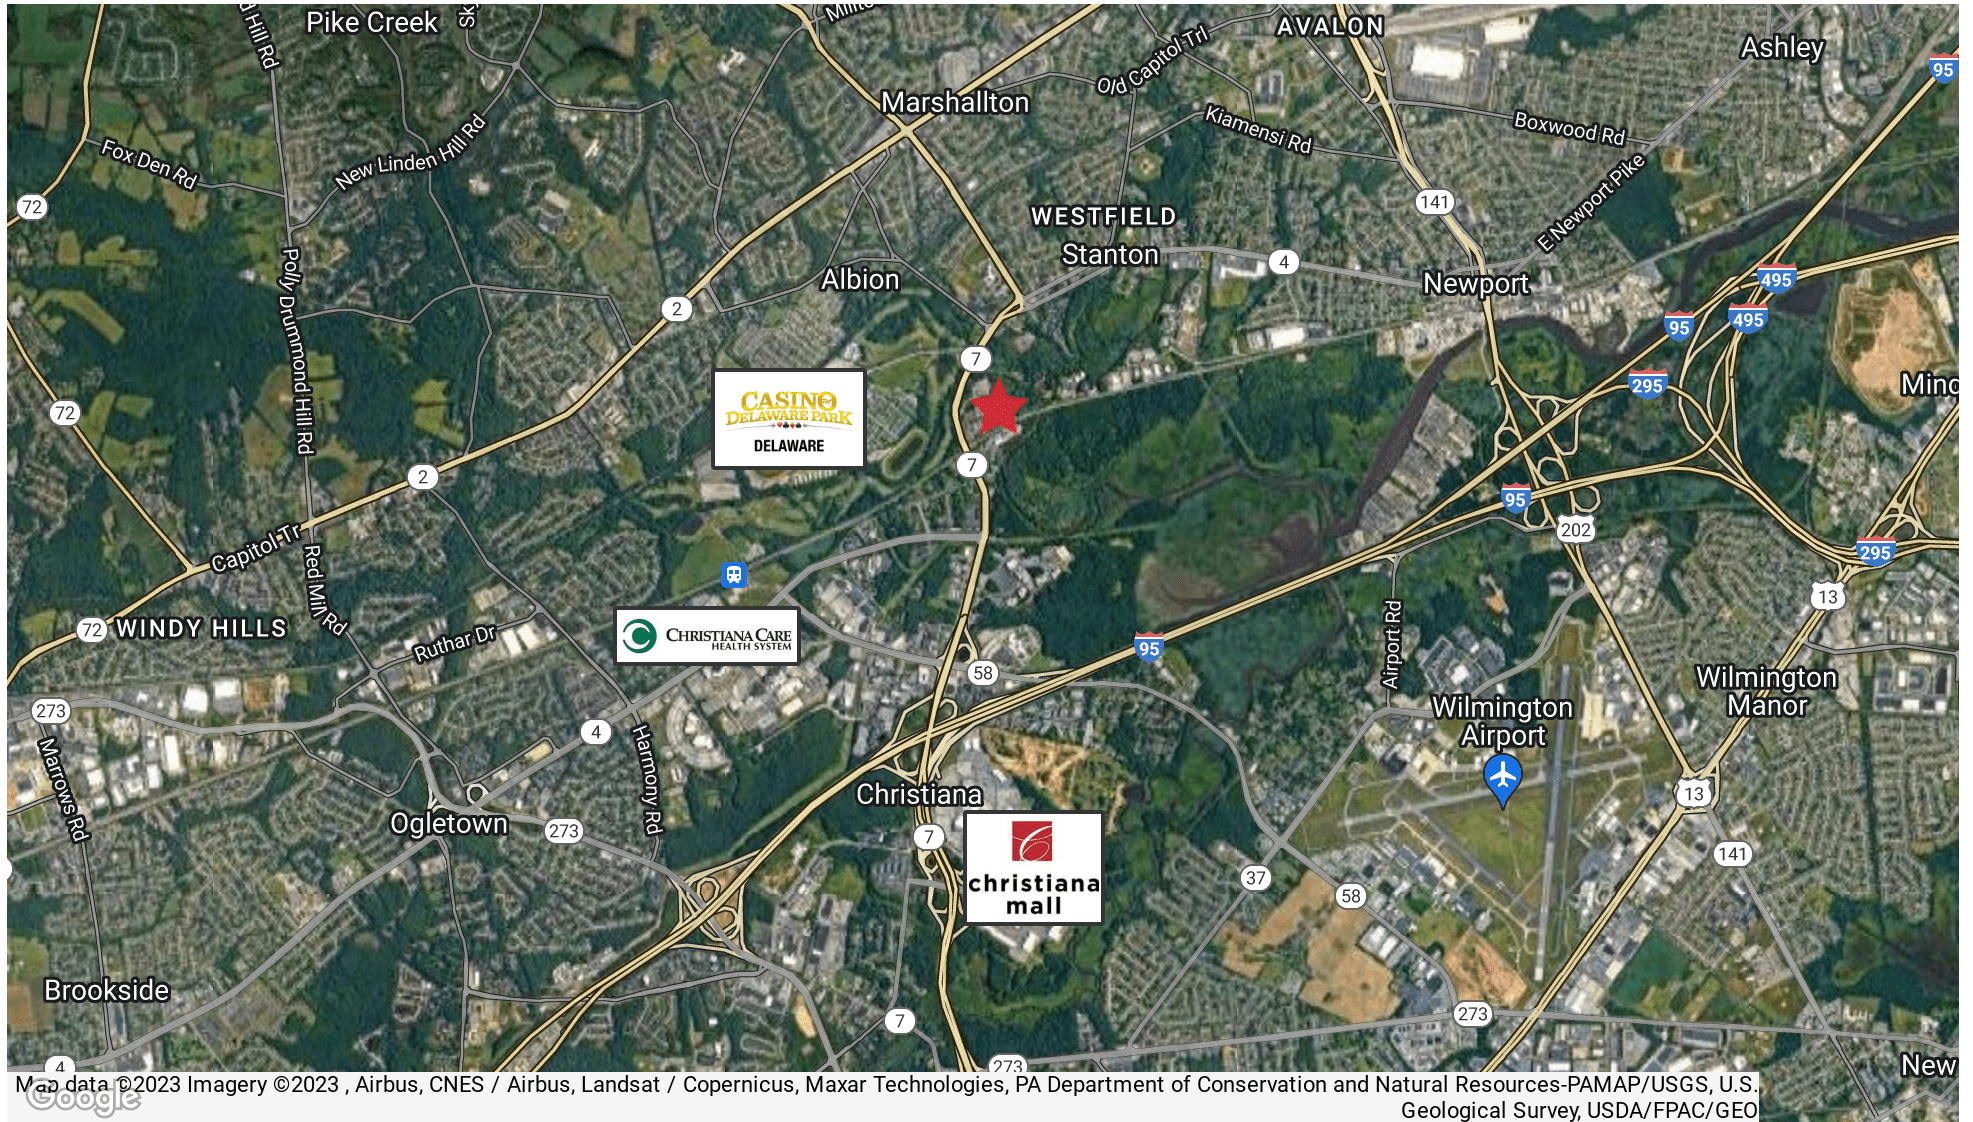 Pike Creek
AVALON
Ashley
95
Old Capitol Trl
Marshallton
Kiamensi Rd
Boxwood Rd
Fox Den Rd
New Linden Hill Rd
E Newport Pike
72
141
WESTFIELD
Stanton
4
Albion
Newport
495
Polly Drummond Hill Rd
2
95
495
7
295
72
CASINO
DELAWARE PARK
DELAWARE
7
2
95
202
Capitol Tr
295
Red Mill Rd
13
72
WINDY HILLS
Ruthar Dr
CHRISTIANA CARE
HEALTH SYSTEM
95
Airport Rd
58
Wilmington
Manor
273
4
Wilmington
Airport
Marrows Rd
Harmony Rd
Christiana
13
Ogletown
273
7
141
christiana
mall
37
58
Brookside
7
273
4
273
New
Map data ©2023 Imagery ©2023 , Airbus, CNES / Airbus, Landsat / Copernicus, Maxar Technologies, PA Department of Conservation and Natural Resources-PAMAP/USGS, U.S.
Geological Survey, USDA/FPAC/GEO
Google